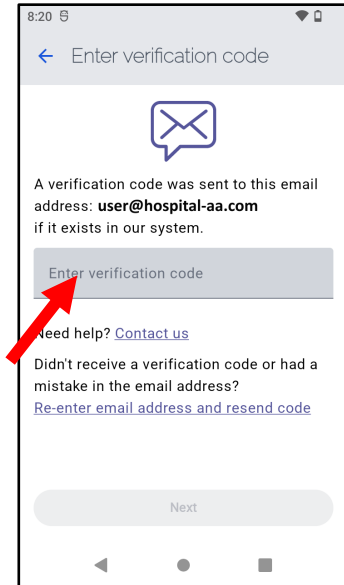 8:20
Enter verification code
A verification code was sent to this email
address: user@hospital-aa.com
if it exists in our system.
Enter verification code
Need help? Contact us
Didn't receive a verification code or had a
mistake in the email address?
Re-enter email address and resend code
Next